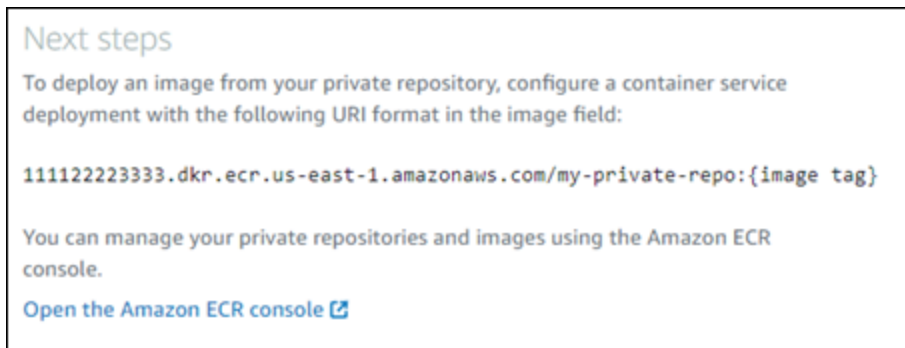 Next steps
To deploy an image from your private repository, configure a container service
deployment with the following URI format in the image field:
111122223333.dkr.ecr.us-east-1.amazonaws.com/my-private-repo:{image tag}
You can manage your private repositories and images using the Amazon ECR
console.
Open the Amazon ECR console